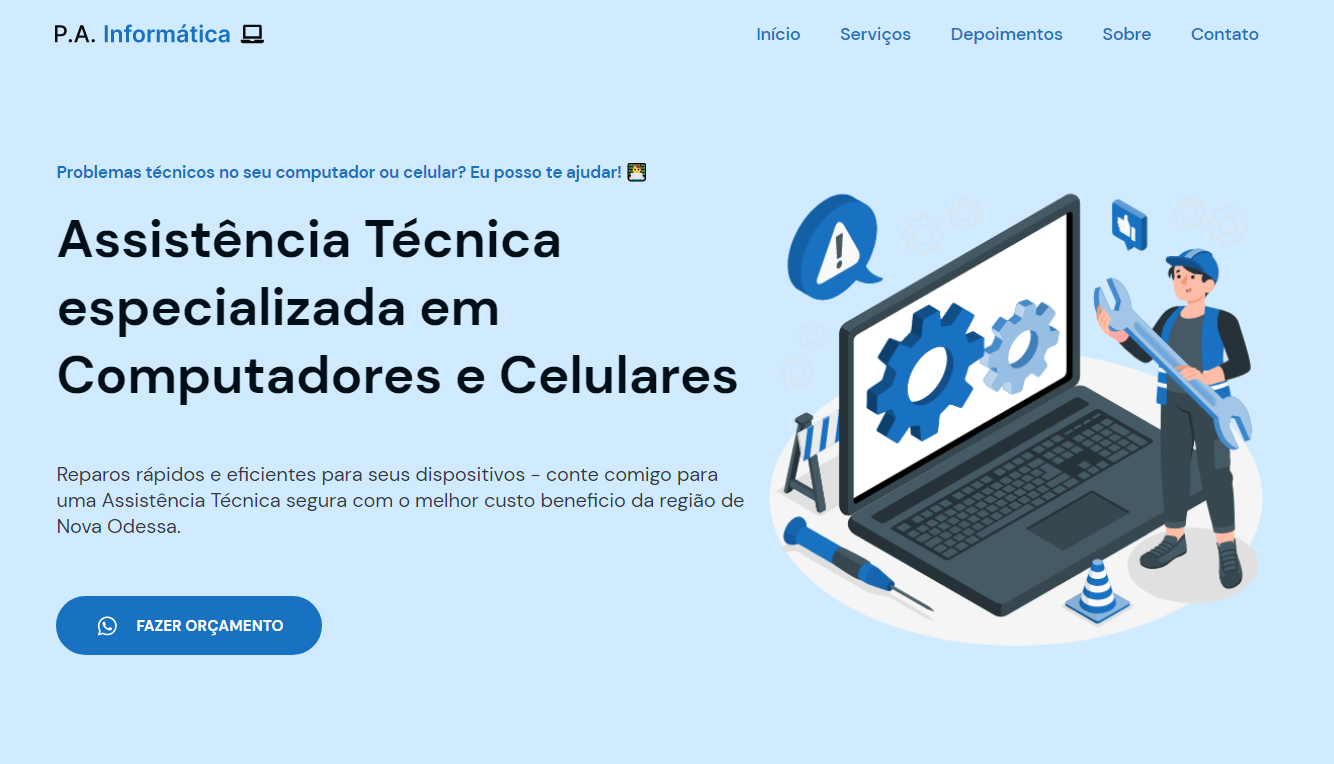 P.A. Informática
Início Serviços Depoimentos Sobre Contato
Problemas técnicos no seu computador ou celular? Eu posso te ajudar!
Assistência Técnica
especializada em
Computadores e Celulares
Reparos rápidos e eficientes para seus dispositivos - conte comigo para
uma Assistência Técnica segura com o melhor custo beneficio da região de
Nova Odessa.
FAZER ORÇAMENTO